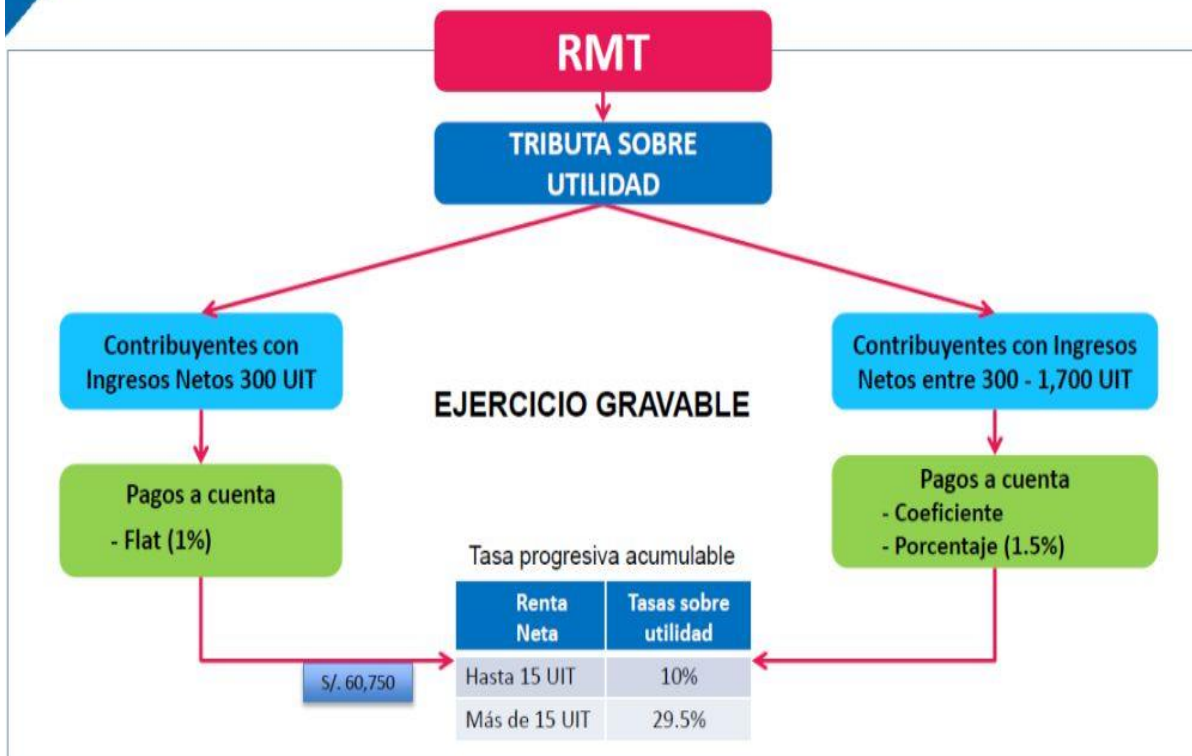 RMT
TRIBUTA SOBRE
UTILIDAD
Contribuyentes con
Ingresos Netos 300 UIT
Contribuyentes con Ingresos
Netos entre 300 - 1,700 UIT
EJERCICIO GRAVABLE
Pagos a cuenta
- Flat (1%)
Pagos a cuenta
- Coeficiente
- Porcentaje (1.5%)
Tasa progresiva acumulable
Renta
Neta
Tasas sobre
utilidad
S/. 60,750
Hasta 15 UIT 10%
Más de 15 UIT 29.5%